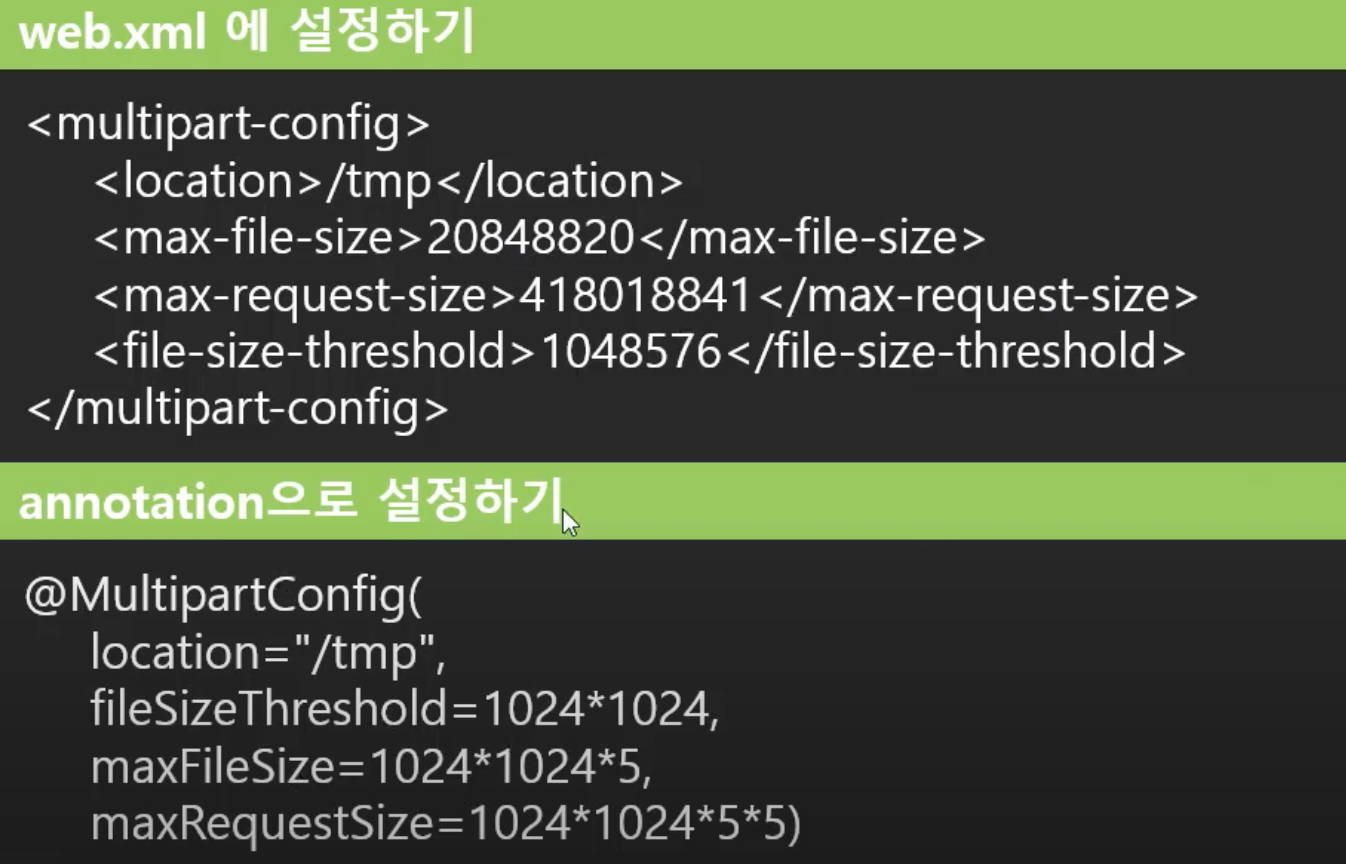 web.xml 에 설정하기
<multipart-config>
<location>/tmp</location>
<max-file-size>20848820</max-file-size>
<max-request-size>418018841</max-request-size>
<file-size-threshold>1048576</file-size-threshold>
</multipart-config>
annotation으로 설정하기
@MultipartConfig(
location="/tmp",
fileSizeThreshold=1024*1024,
maxFileSize=1024*1024*5,
maxRequestSize=1024*1024*5*5)